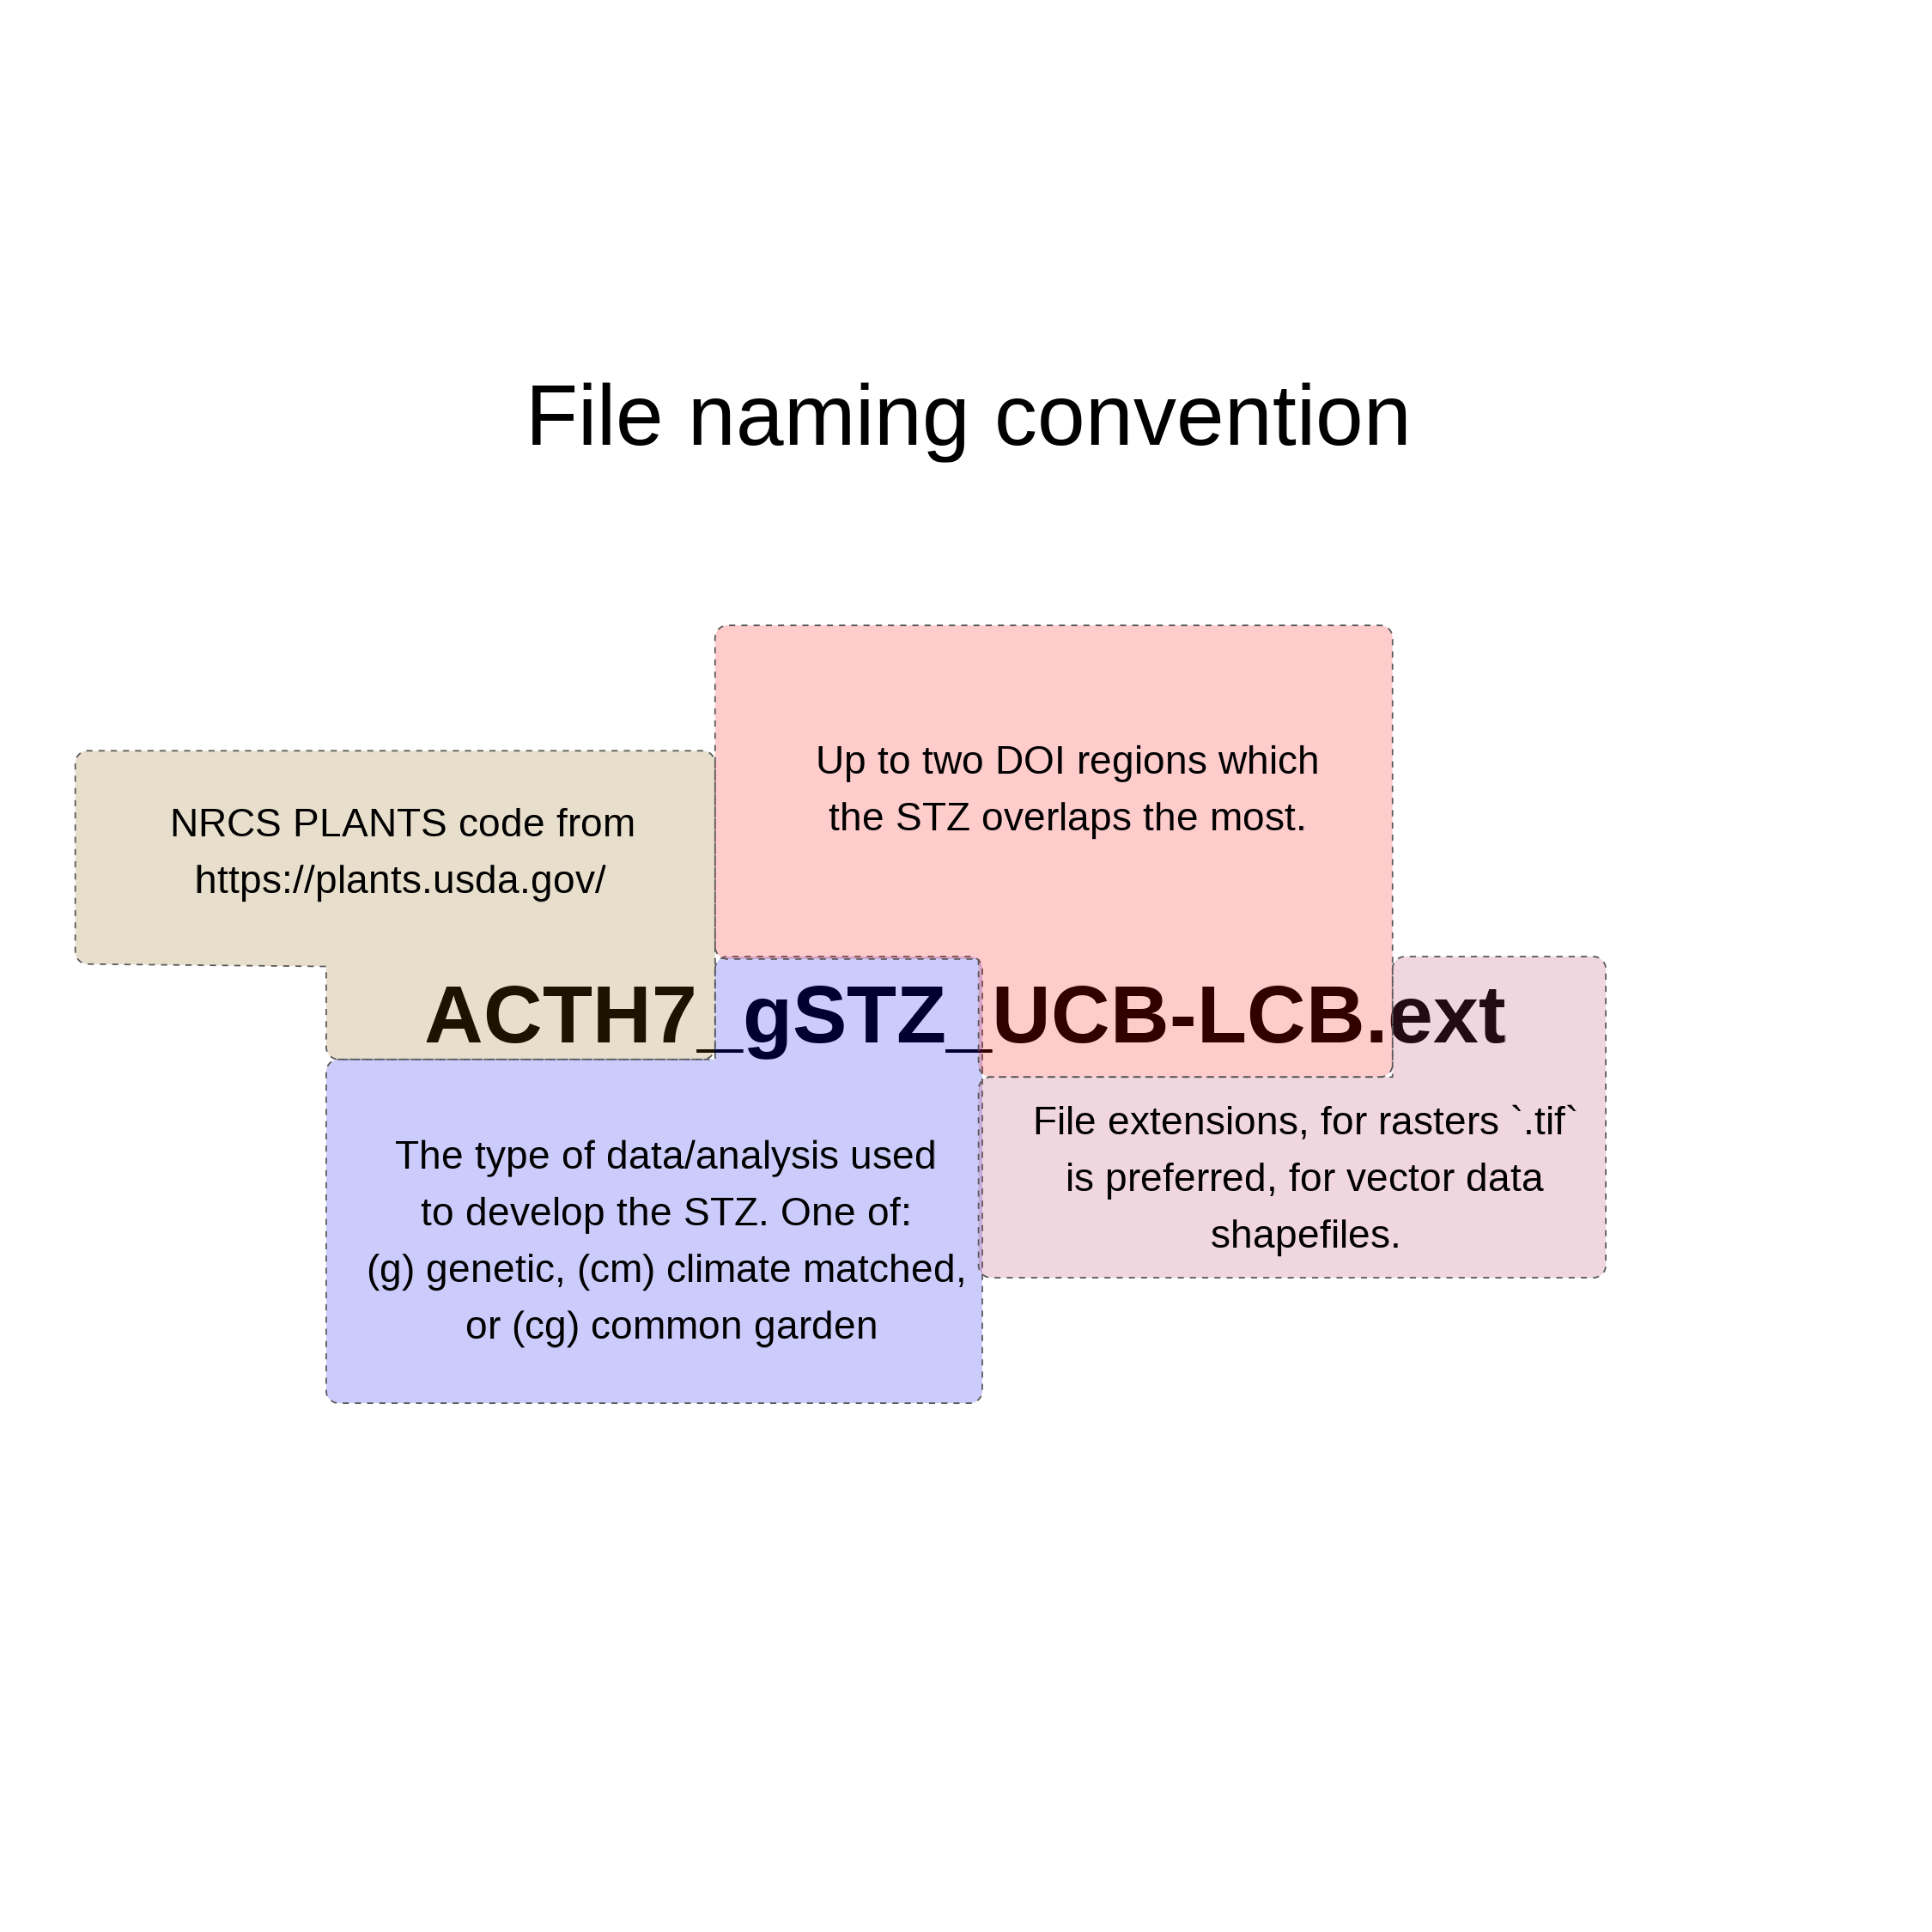 File naming convention
Up to two DOI regions which
the STZ overlaps the most.
NRCS PLANTS code from
https://plants.usda.gov/
ACTH7_gSTZ_UCB-LCB.ext
The type of data/analysis used
to develop the STZ. One of:
(g) genetic, (cm) climate matched,
or (cg) common garden
File extensions, for rasters `.tif`
is preferred, for vector data
shapefiles.